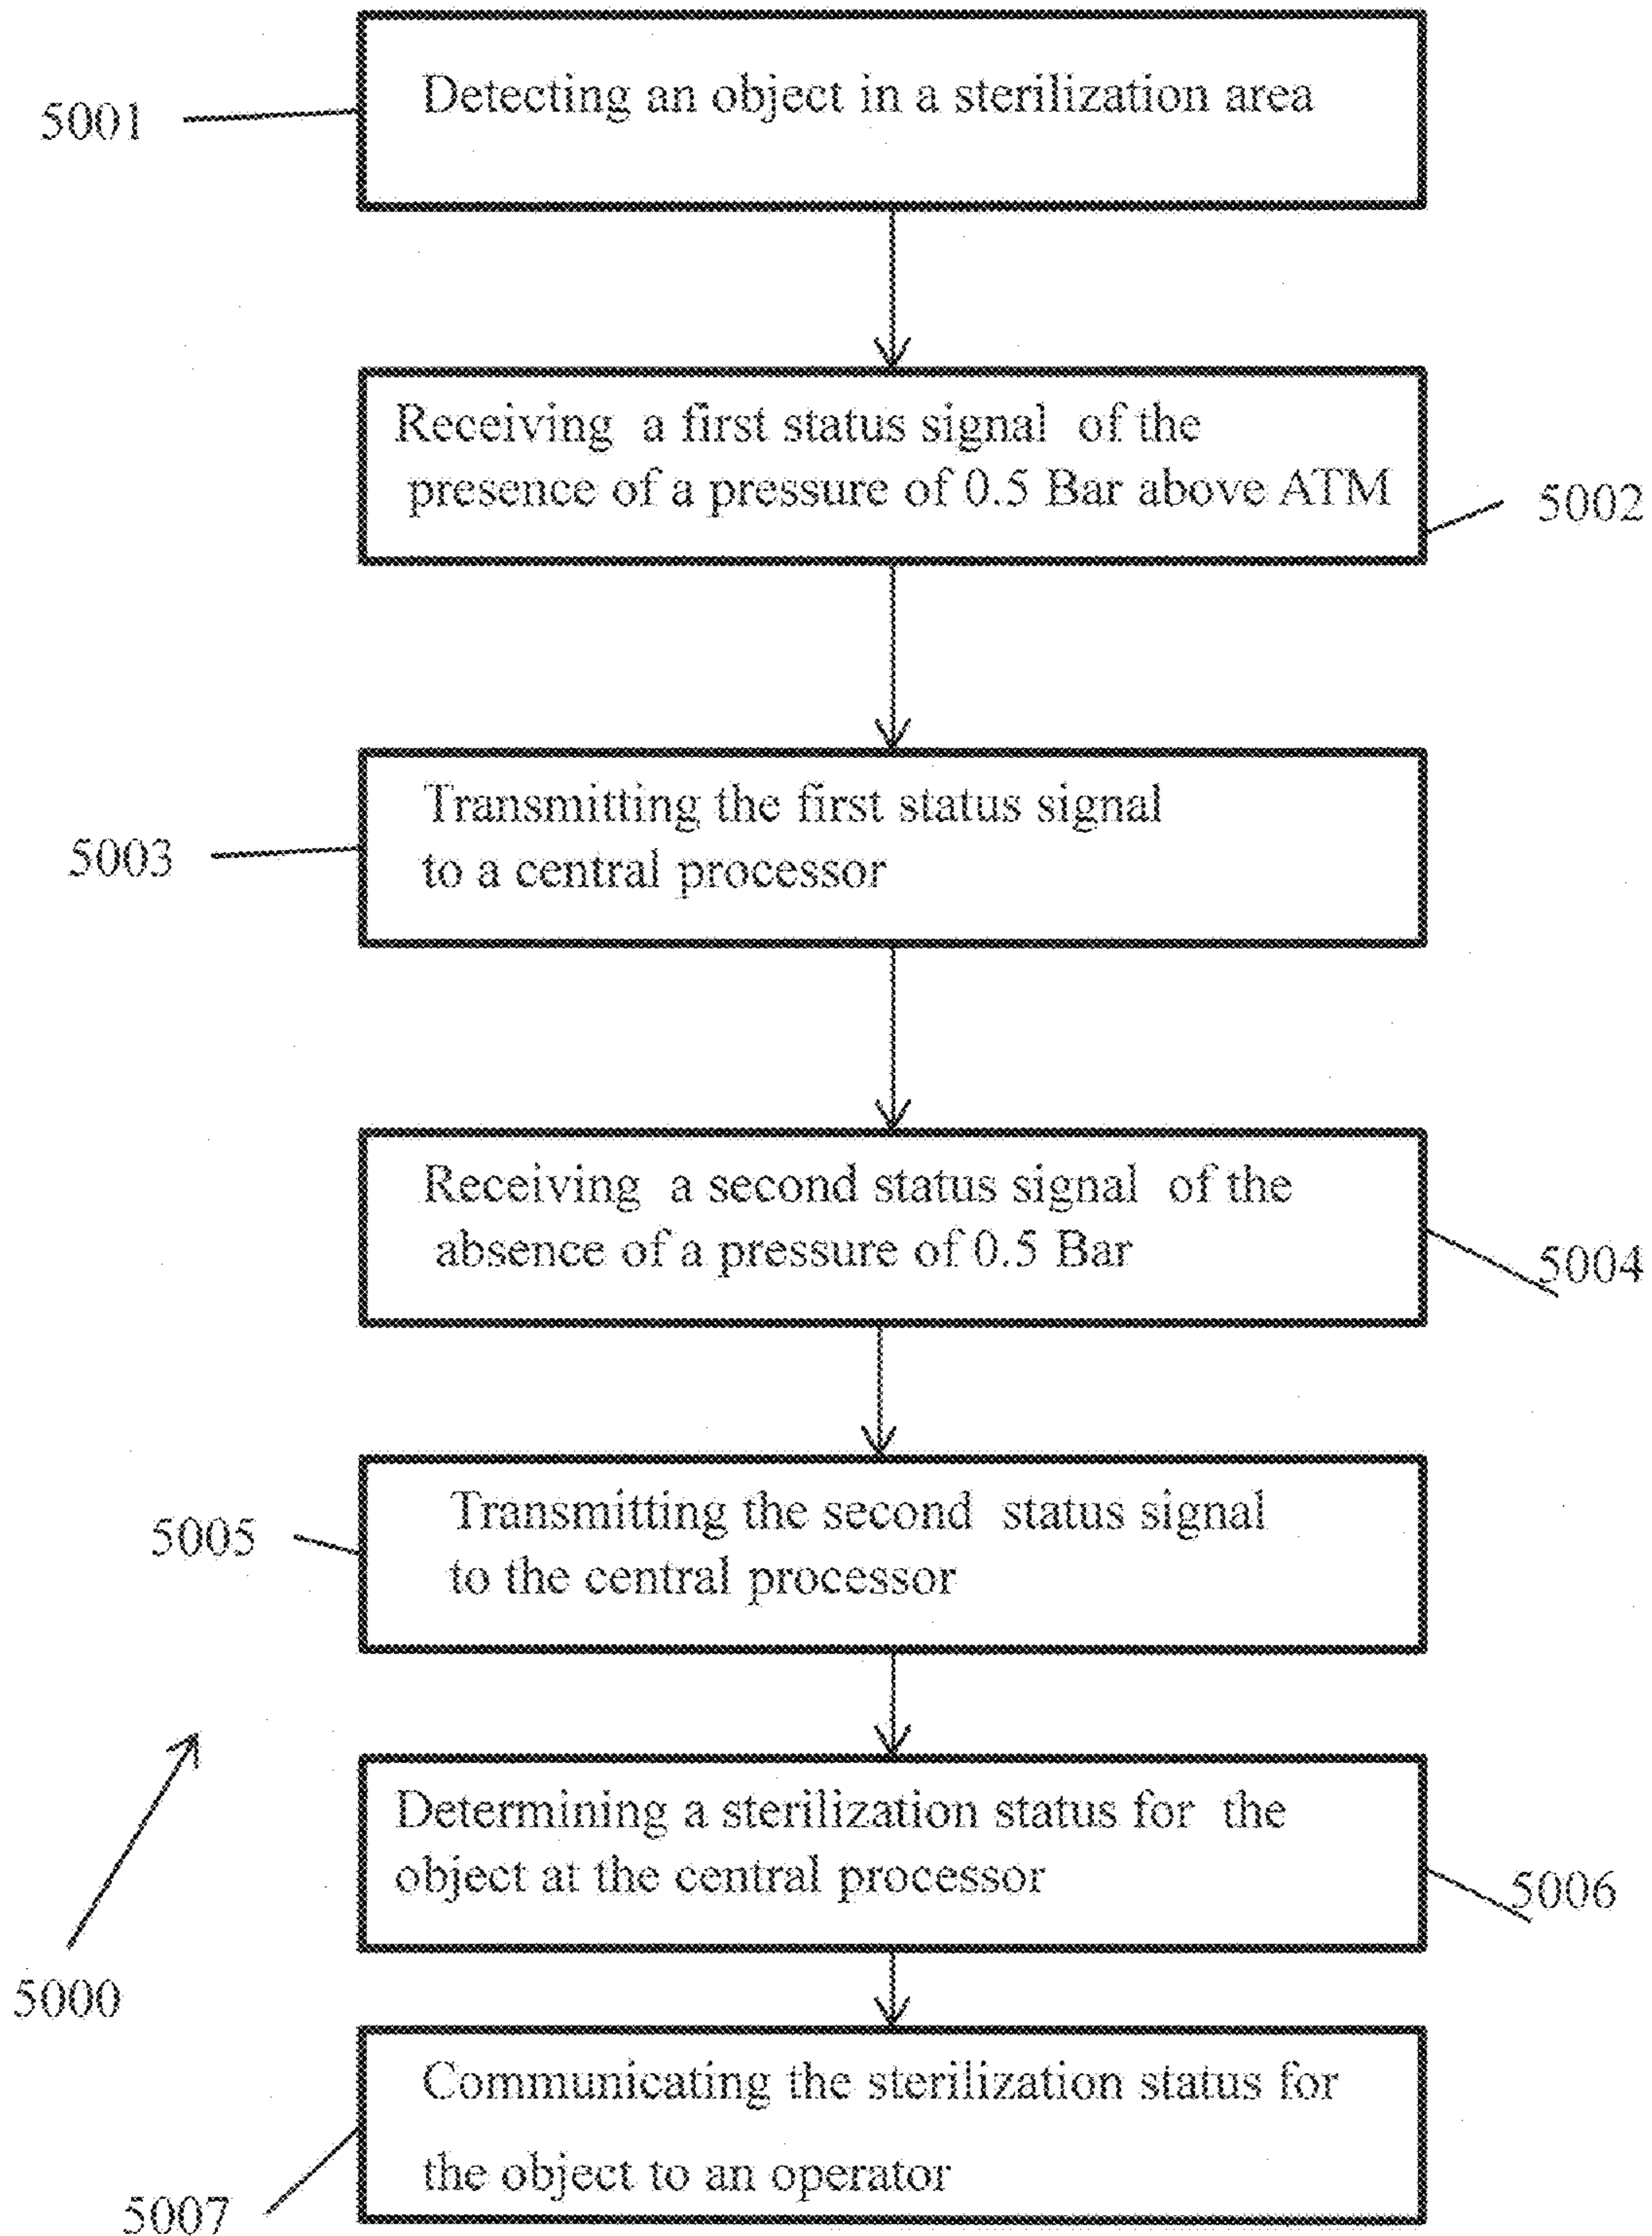 Detecting an object in a sterilization area
5001
Receiving a first status signal of the
presence of a pressure of 0.5 Bar above ATM
5002
Transmitting the first status signal
to a central processor
5003
Receiving a second status signal of the
absence of a pressure of 0.5 Bar
5004
Transmitting the second status signal
to the central processor
5005
Determining a sterilization status for the
object at the central processor
5006
5000
Communicating the sterilization status for
the object to an operator
5007